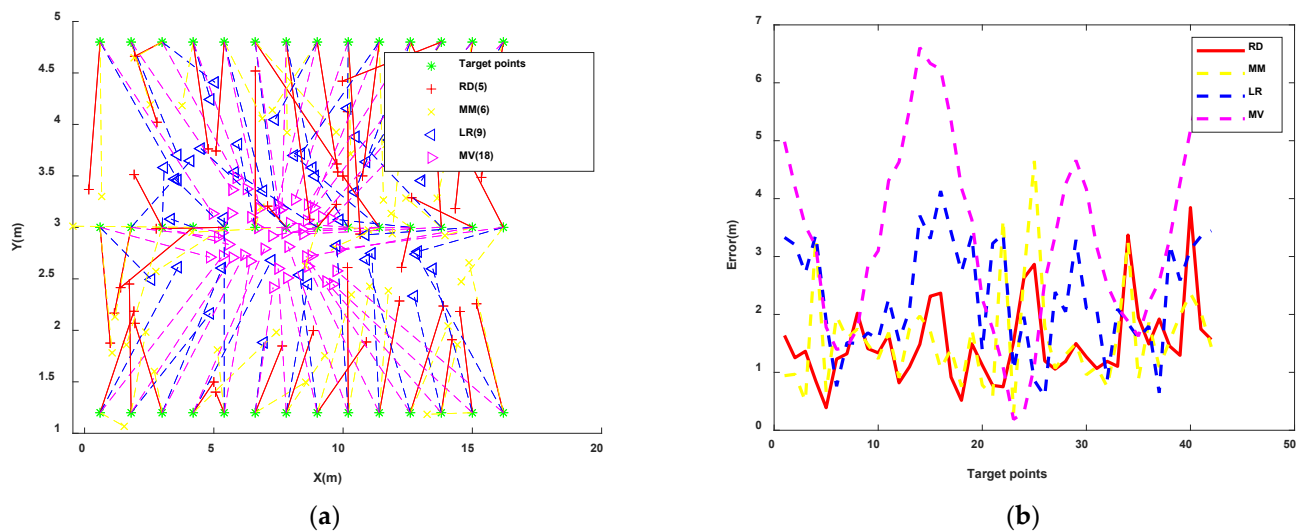 5
4.5
4
3.5
3
2.5
2
1.5
1
Y(m)
0
5
10
15
20
X(m)
Target points
RD(5)
MM(6)
LR(9)
MV(18)
(a)
7
6
5
4
3
2
1
0
Error(m)
0
10
20
30
40
50
Target points
RD
MM
LR
MV
(b)